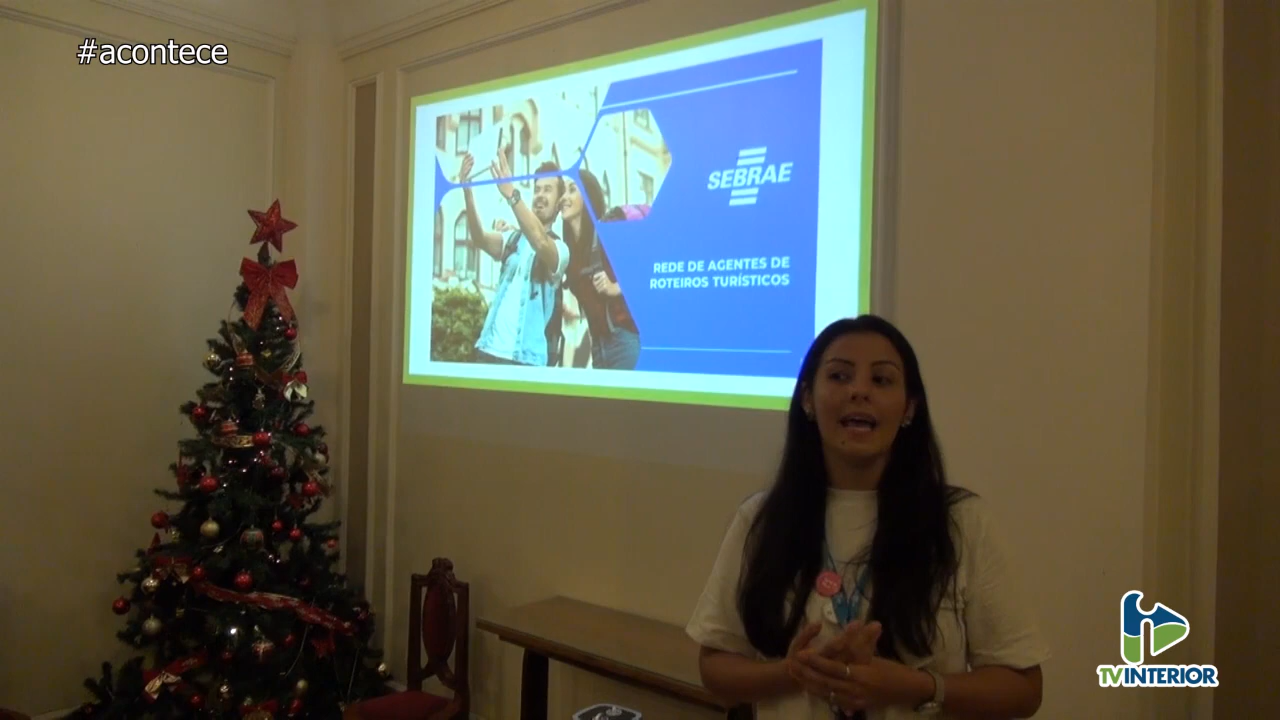 #acontece
SEBRAE
REDE DE AGENTES DE
ROTEIROS TURÍSTICOS
TV INTERIOR